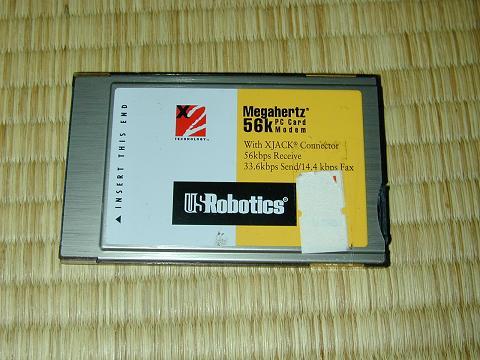 ▲ INSERT THIS END
X2
TECHNOLOGY™
Megahertz®
56k PC Card
Modem
With XJACK® Connector
56kbps Receive
33.6kbps Send/14.4 kbps Fax
USRobotics®